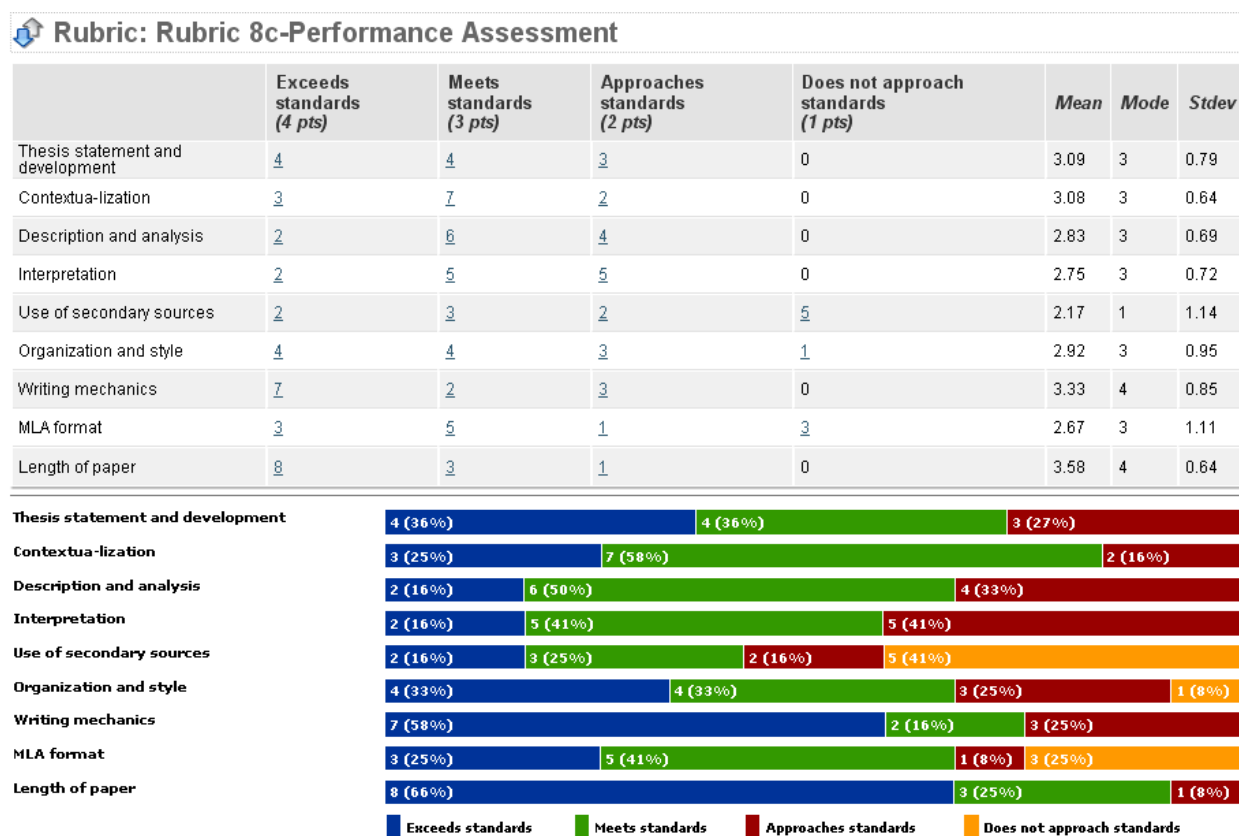 Rubric: Rubric 8c-Performance Assessment
Exceeds standards (4 pts) Meets standards (3 pts) Approaches standards (2 pts) Does not approach standards (1 pts) Mean Mode Stdev
Thesis statement and development 4 4 3 0 3.09 3 0.79
Contextua-lization 3 7 2 0 3.08 3 0.64
Description and analysis 2 6 4 0 2.83 3 0.69
Interpretation 2 5 5 0 2.75 3 0.72
Use of secondary sources 2 3 2 5 2.17 1 1.14
Organization and style 4 4 3 1 2.92 3 0.95
Writing mechanics 7 2 3 0 3.33 4 0.85
MLA format 3 5 1 3 2.67 3 1.11
Length of paper 8 3 1 0 3.58 4 0.64
Thesis statement and development 4 (36%) 4 (36%) 3 (27%)
Contextua-lization 3 (25%) 7 (58%) 2 (16%)
Description and analysis 2 (16%) 6 (50%) 4 (33%)
Interpretation 2 (16%) 5 (41%) 5 (41%)
Use of secondary sources 2 (16%) 3 (25%) 2 (16%) 5 (41%)
Organization and style 4 (33%) 4 (33%) 3 (25%) 1 (8%)
Writing mechanics 7 (58%) 2 (16%) 3 (25%)
MLA format 3 (25%) 5 (41%) 1 (8%) 3 (25%)
Length of paper 8 (66%) 3 (25%) 1 (8%)
Exceeds standards Meets standards Approaches standards Does not approach standards